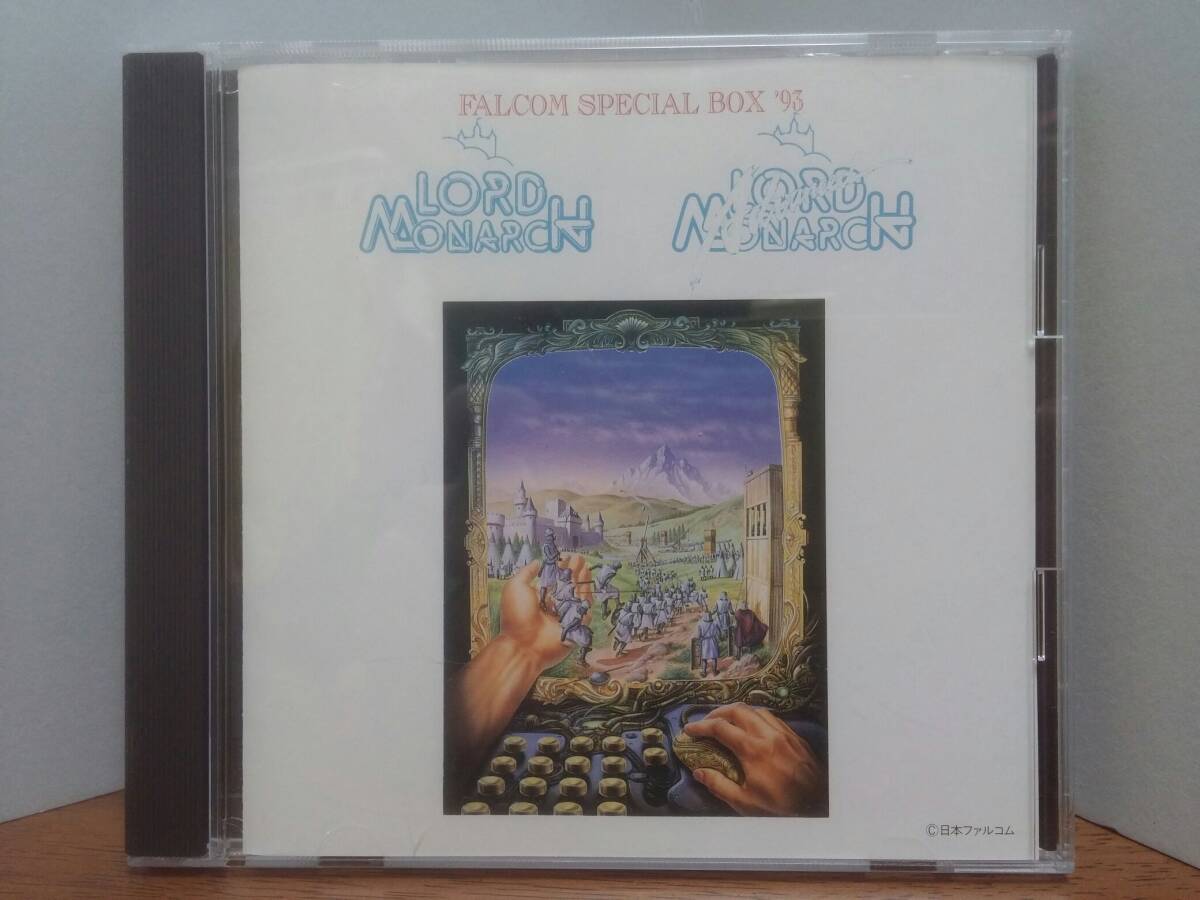 FALCOM SPECIAL BOX '93
LORD MONARCH
LORD MONARCH
©日本ファルコム